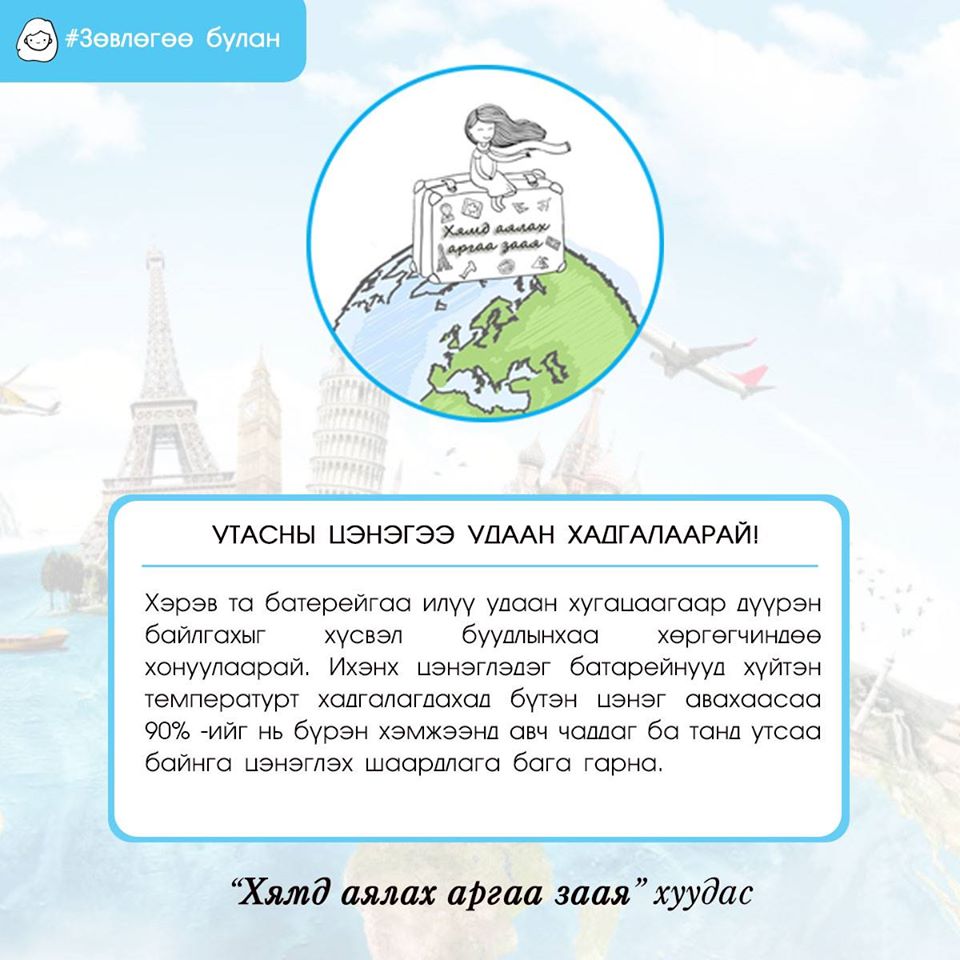 #Зөвлөгөө булан
Хямд аялах
аргаа заая
УТАСНЫ ЦЭНЭГЭЭ УДААН ХАДГАЛААРАЙ!
Хэрэв та батерейгаа илүү удаан хугацаагаар дүүрэн
байлгахыг хүсвэл буудлынхаа хөргөгчиндөө
хонуулаарай. Ихэнх цэнэглэдэг батарейнууд хүйтэн
температурт хадгалагдахад бүтэн цэнэг авахаасаа
90% -ийг нь бүрэн хэмжээнд авч чаддаг ба танд утсаа
байнга цэнэглэх шаардлага бага гарна.
“Хямд аялах аргаа заая” хуудас